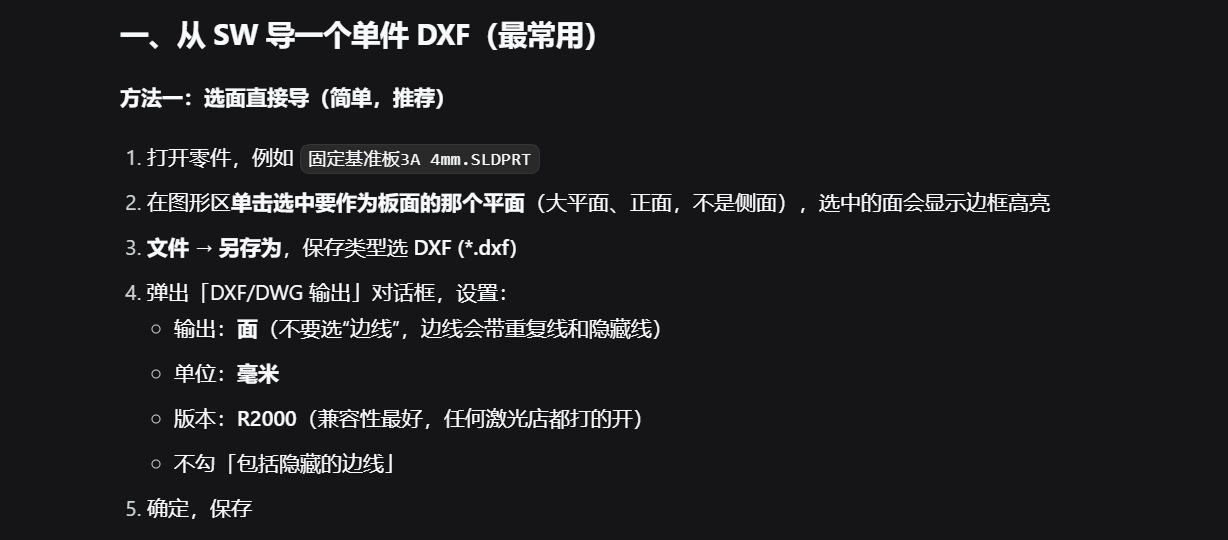 一、从 SW 导一个单件 DXF（最常用）
方法一：选面直接导（简单，推荐）
1. 打开零件，例如 固定基准板3A 4mm.SLDPRT
2. 在图形区单击选中要作为板面的那个平面（大平面、正面，不是侧面），选中的面会显示边框高亮
3. 文件 → 另存为，保存类型选 DXF (*.dxf)
4. 弹出「DXF/DWG 输出」对话框，设置：
○ 输出：面（不要选“边线”，边线会带重复线和隐藏线）
○ 单位：毫米
○ 版本：R2000（兼容性最好，任何激光店都打的开）
○ 不勾「包括隐藏的边线」
5. 确定，保存